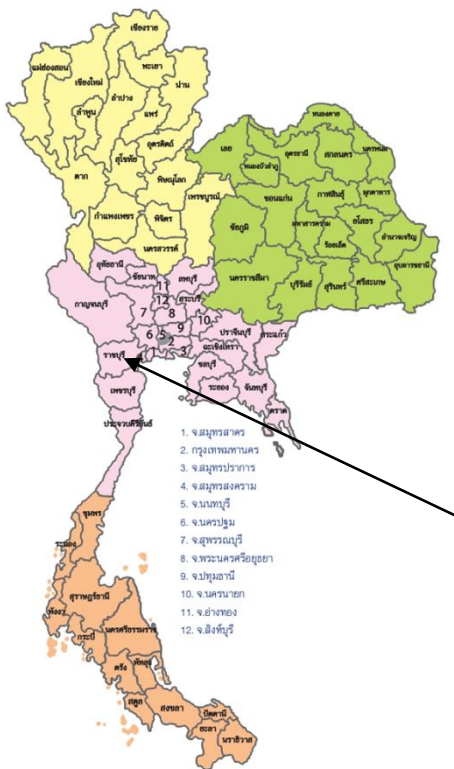 เชียงราย
แม่ฮ่องสอน
พะเยา
เชียงใหม่
น่าน
ลำปาง
ลำพูน
แพร่
อุตรดิตถ์
สุโขทัย
ตาก
พิษณุโลก
เพชรบูรณ์
กำแพงเพชร
พิจิตร
นครสวรรค์
หนองคาย
เลย
อุดรธานี
สกลนคร
นครพนม
หนองบัวลำภู
ขอนแก่น
กาฬสินธุ์
มุกดาหาร
ชัยภูมิ
มหาสารคาม
ร้อยเอ็ด
ยโสธร
อำนาจเจริญ
นครราชสีมา
บุรีรัมย์
สุรินทร์
ศรีสะเกษ
อุบลราชธานี
อุทัยธานี
ชัยนาท
ลพบุรี
11
12
สระบุรี
กาญจนบุรี
7
8
10
9
ปราจีนบุรี
สระแก้ว
6
5
2
ฉะเชิงเทรา
ราชบุรี
1
3
ชลบุรี
เพชรบุรี
ระยอง
จันทบุรี
ตราด
ประจวบคีรีขันธ์
1. จ.สมุทรสาคร
2. กรุงเทพมหานคร
3. จ.สมุทรปราการ
4. จ.สมุทรสงคราม
5. จ.นนทบุรี
6. จ.นครปฐม
7. จ.สุพรรณบุรี
8. จ.พระนครศรีอยุธยา
9. จ.ปทุมธานี
10. จ.นครนายก
11. จ.อ่างทอง
12. จ.สิงห์บุรี
ชุมพร
ระนอง
สุราษฎร์ธานี
พังงา
นครศรีธรรมราช
กระบี่
ตรัง
พัทลุง
สตูล
สงขลา
ปัตตานี
ยะลา
นราธิวาส